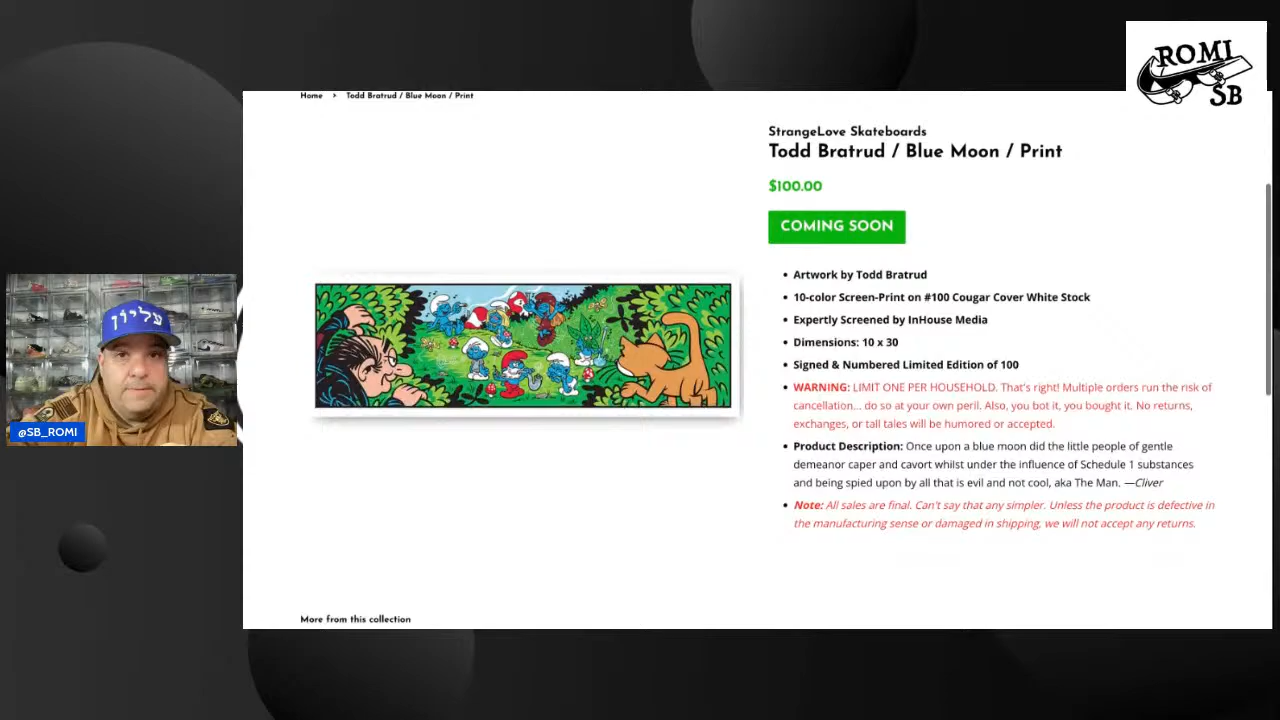 ROMI
SB
Home > Todd Bratrud / Blue Moon / Print
StrangeLove Skateboards
Todd Bratrud / Blue Moon / Print
$100.00
COMING SOON
• Artwork by Todd Bratrud
• 10-color Screen-Print on #100 Cougar Cover White Stock
• Expertly Screened by InHouse Media
• Dimensions: 10 x 30
• Signed & Numbered Limited Edition of 100
• WARNING: LIMIT ONE PER HOUSEHOLD. That's right! Multiple orders run the risk of
cancellation... do so at your own peril. Also, you bot it, you bought it. No returns,
exchanges, or tall tales will be humored or accepted.
• Product Description: Once upon a blue moon did the little people of gentle
demeanor caper and cavort whilst under the influence of Schedule 1 substances
and being spied upon by all that is evil and not cool, aka The Man. —Cliver
• Note: All sales are final. Can't say that any simpler. Unless the product is defective in
the manufacturing sense or damaged in shipping, we will not accept any returns.
More from this collection
עליון
@SB_ROMI